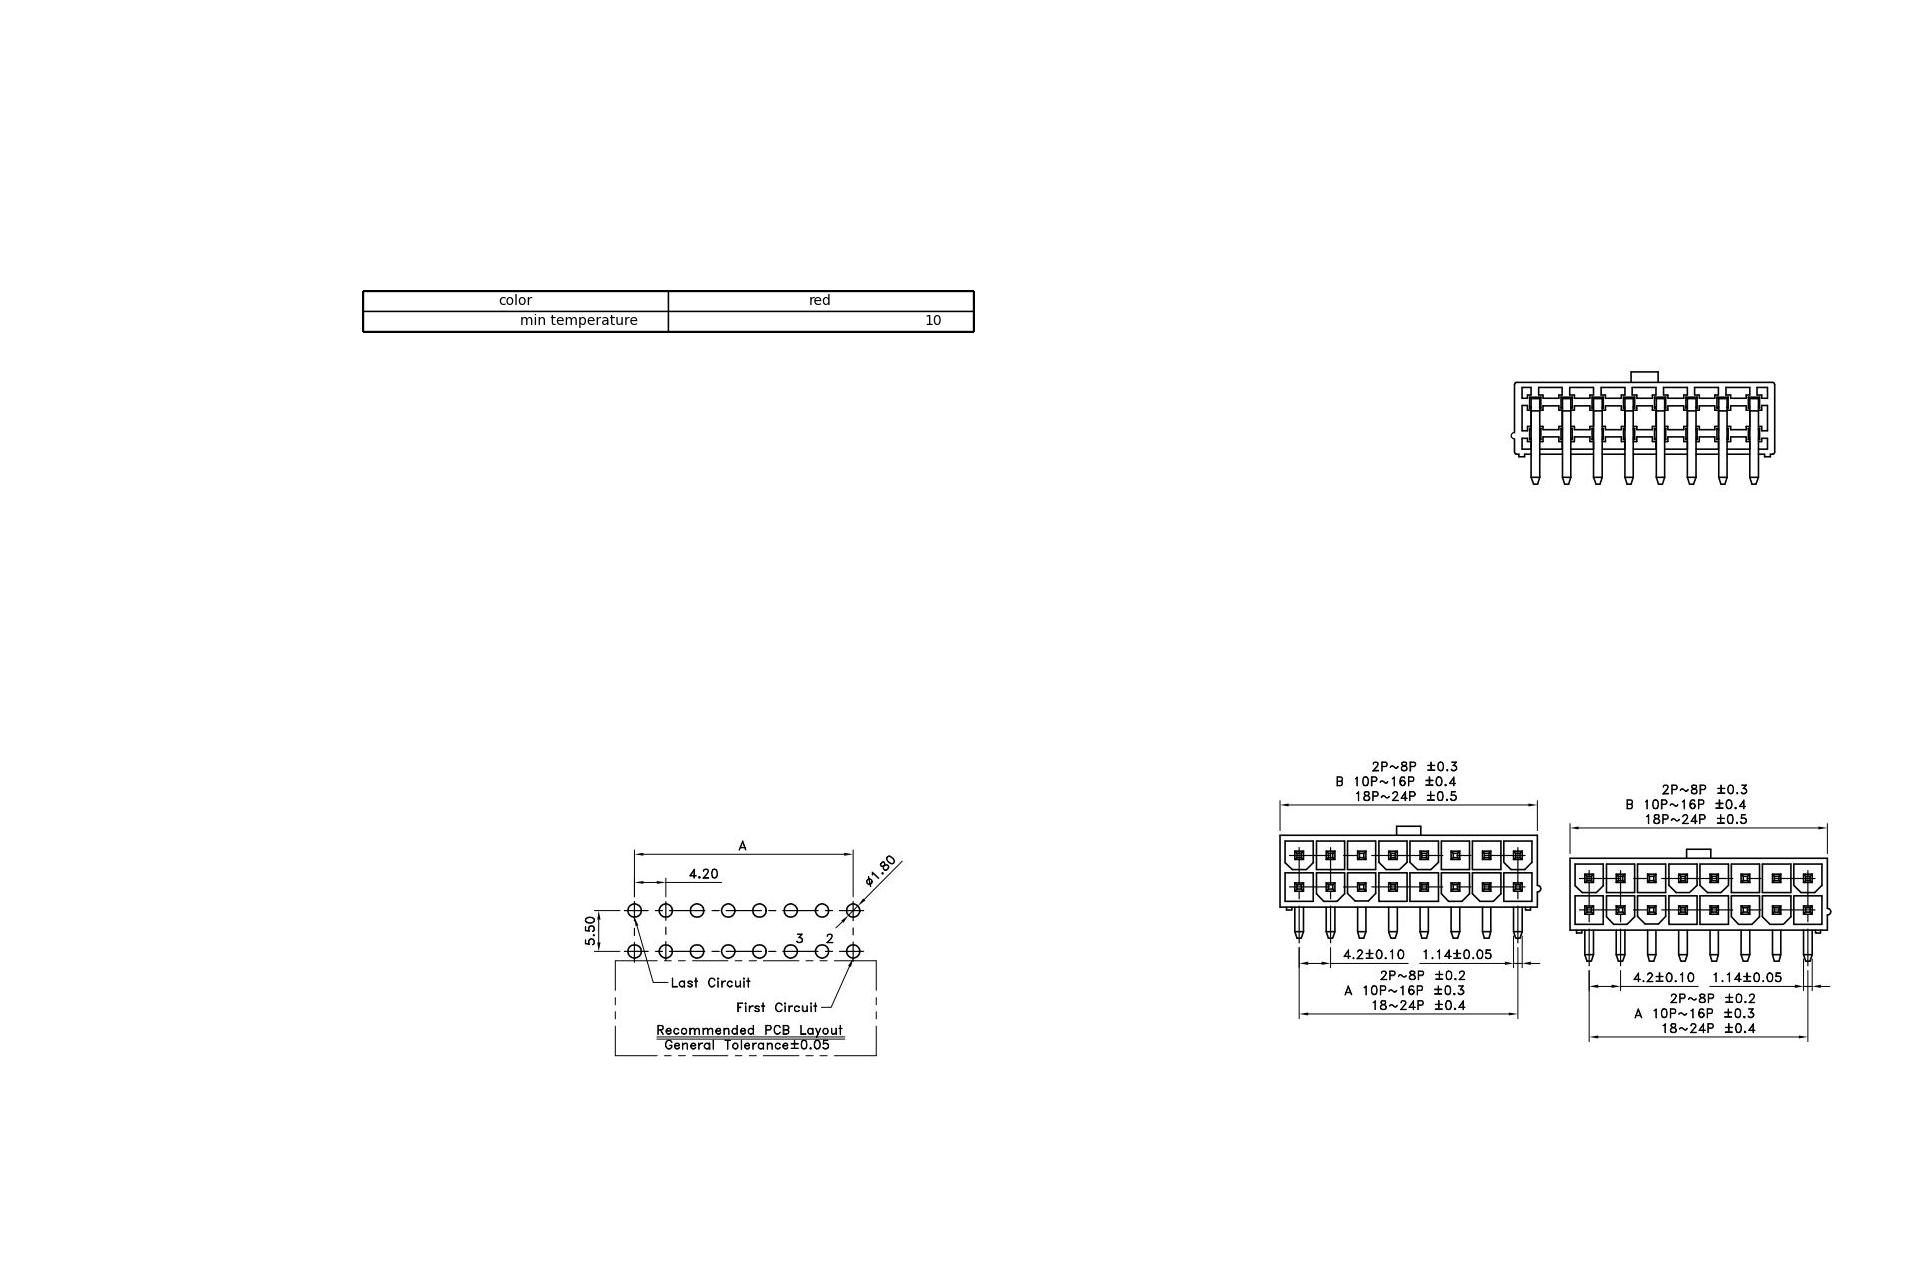 color red
min temperature 10
2P~8P ±0.3
B 10P~16P ±0.4
18P~24P ±0.5
4.2±0.10 1.14±0.05
2P~8P ±0.2
A 10P~16P ±0.3
18~24P ±0.4
2P~8P ±0.3
B 10P~16P ±0.4
18P~24P ±0.5
4.2±0.10 1.14±0.05
2P~8P ±0.2
A 10P~16P ±0.3
18~24P ±0.4
A
4.20
ø1.80
5.50
3 2
Last Circuit
First Circuit
Recommended PCB Layout
General Tolerance±0.05